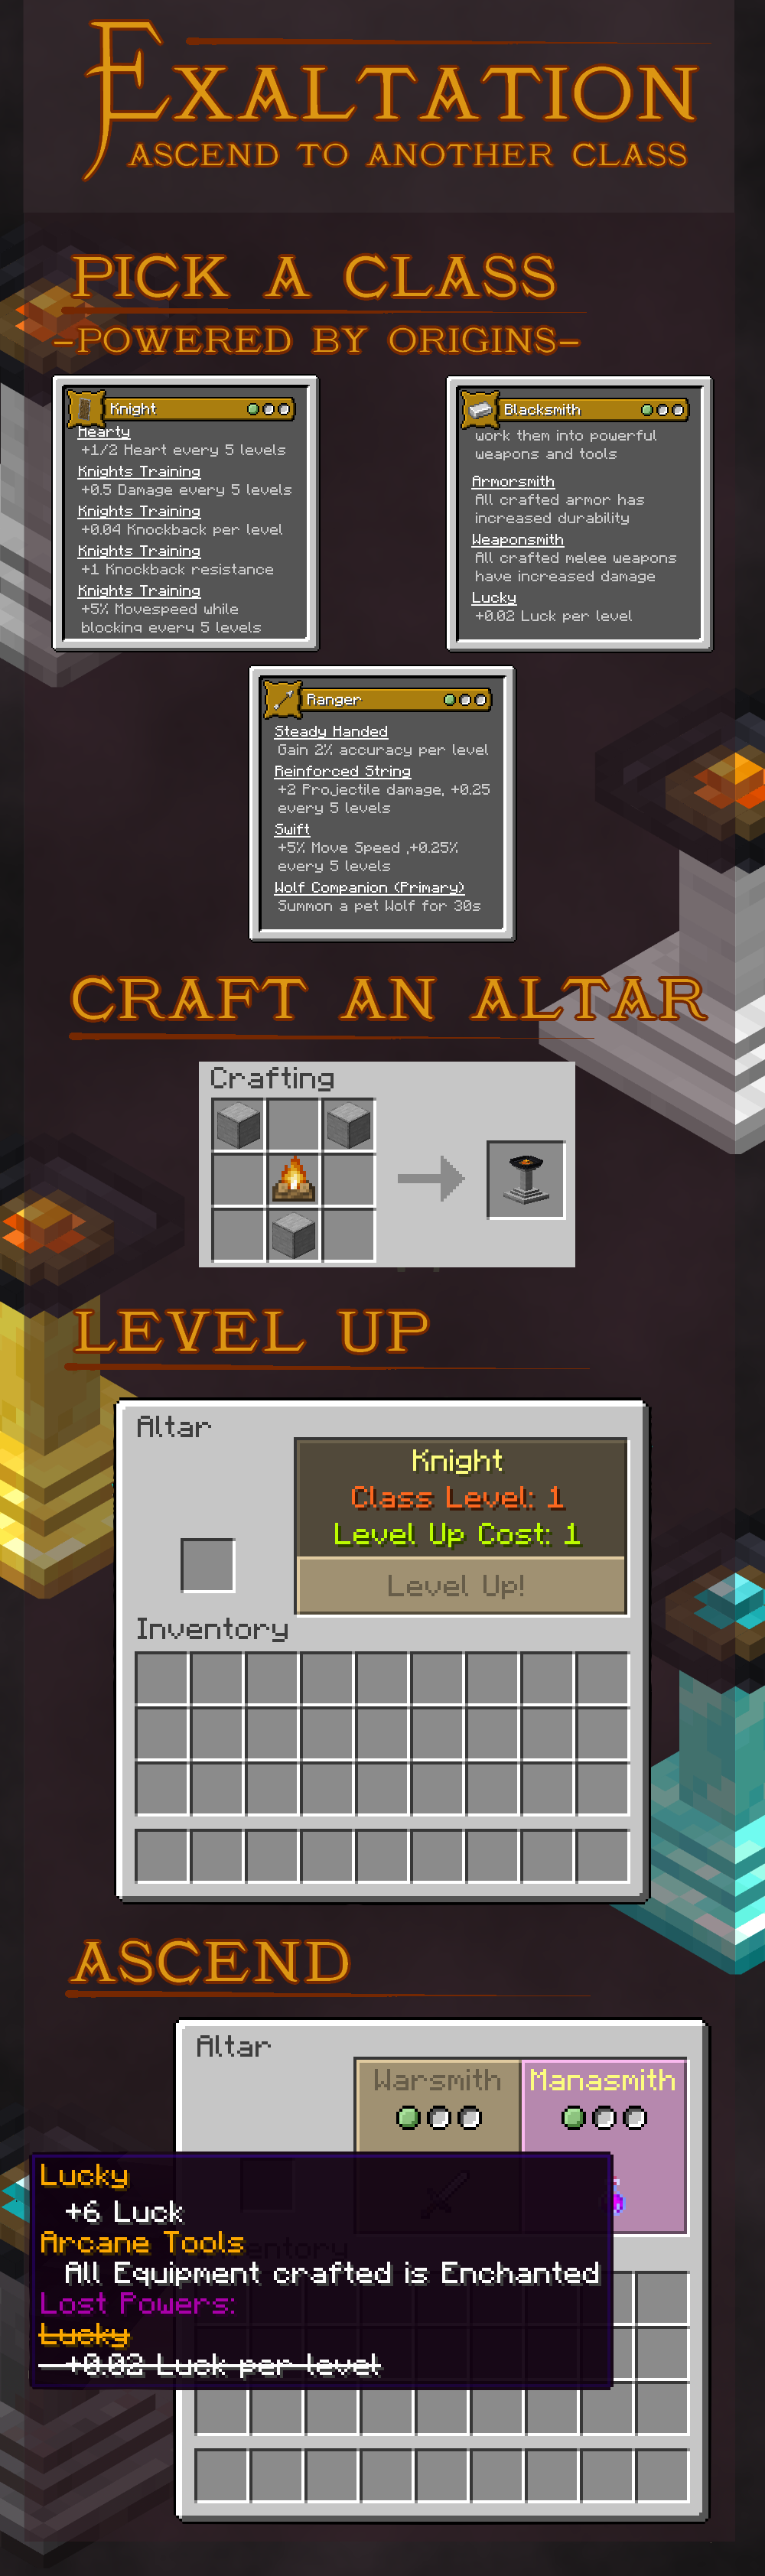 EXALTATION
ASCEND TO ANOTHER CLASS
PICK A CLASS
-POWERED BY ORIGINS-
Knight
Hearty
+1/2 Heart every 5 levels
Knights Training
+0.5 Damage every 5 levels
Knights Training
+0.04 Knockback per level
Knights Training
+1 Knockback resistance
Knights Training
+5% Movespeed while
blocking every 5 levels
Blacksmith
work them into powerful
weapons and tools
Armorsmith
All crafted armor has
increased durability
Weaponsmith
All crafted melee weapons
have increased damage
Lucky
+0.02 Luck per level
Ranger
Steady Handed
Gain 2% accuracy per level
Reinforced String
+2 Projectile damage, +0.25
every 5 levels
Swift
+5% Move Speed ,+0.25%
every 5 levels
Wolf Companion (Primary)
Summon a pet Wolf for 30s
CRAFT AN ALTAR
Crafting
LEVEL UP
Altar
Knight
Class Level: 1
Level Up Cost: 1
Level Up!
Inventory
ASCEND
Altar
Warsmith
Manasmith
Lucky
+6 Luck
Arcane Tools
Inventory
All Equipment crafted is Enchanted
Lost Powers:
Lucky
+0.02 Luck per level